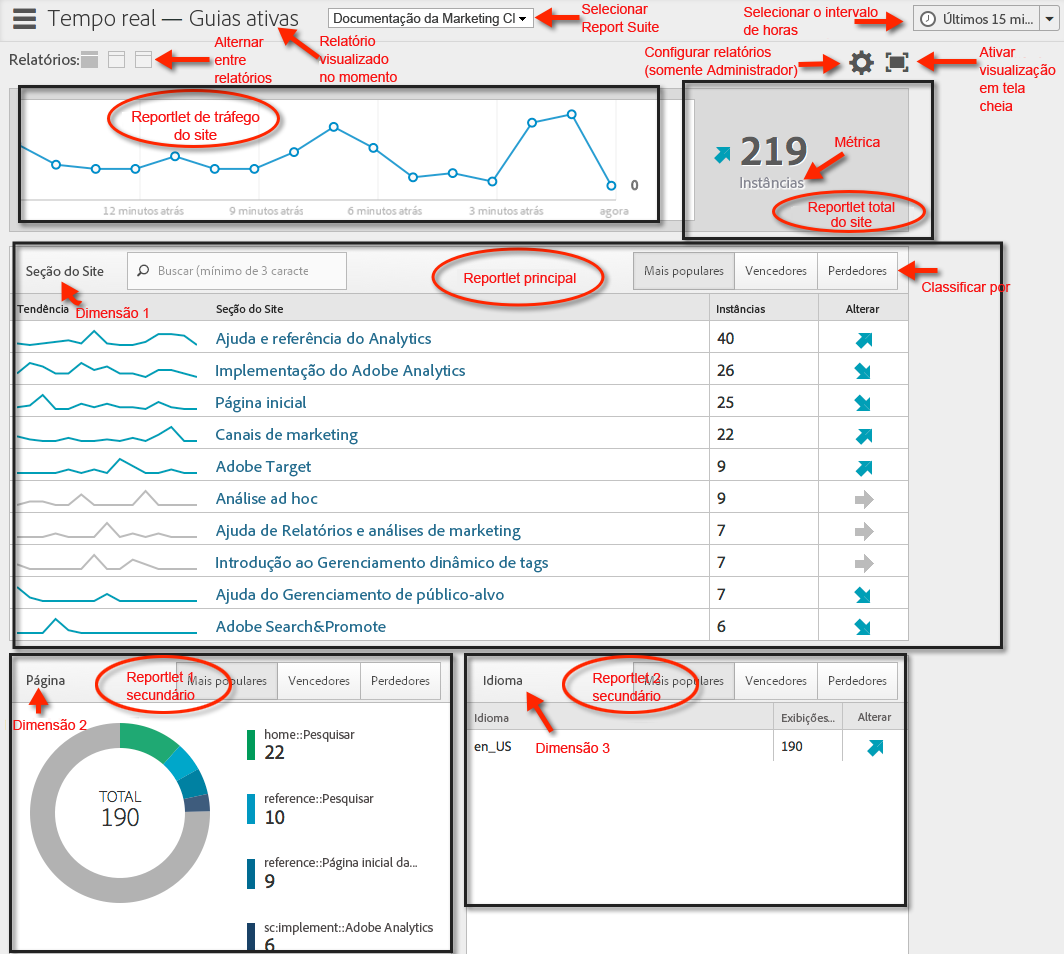 Tempo real — Guias ativas
Documentação da Marketing Cl
Selecionar
Report Suite
Selecionar o intervalo
de horas
Últimos 15 mi...
Relatórios:
Alternar
entre
relatórios
Relatório
visualizado
no momento
Configurar relatórios
(somente Administrador)
Ativar
visualização
em tela
cheia
Reportlet de tráfego
do site
0
12 minutos atrás
9 minutos atrás
6 minutos atrás
3 minutos atrás
agora
219
Instâncias
Métrica
Reportlet total
do site
Seção do Site
Buscar (mínimo de 3 caracte
Reportlet principal
Mais populares
Vencedores
Perdedores
Classificar por
Dimensão 1
Tendência
Seção do Site
Instâncias
Alterar
Ajuda e referência do Analytics
40
Implementação do Adobe Analytics
26
Página inicial
25
Canais de marketing
22
Adobe Target
9
Análise ad hoc
9
Ajuda de Relatórios e análises de marketing
7
Introdução ao Gerenciamento dinâmico de tags
7
Ajuda do Gerenciamento de público-alvo
7
Adobe Search&Promote
6
Página
Reportlet 1
secundário
Mais populares
Vencedores
Perdedores
Dimensão 2
TOTAL
190
home::Pesquisar
22
reference::Pesquisar
10
reference::Página inicial da...
9
sc:implement::Adobe Analytics
6
Idioma
Reportlet 2
secundário
Mais populares
Vencedores
Perdedores
Idioma
Exibições...
Alterar
en_US
190
Dimensão 3